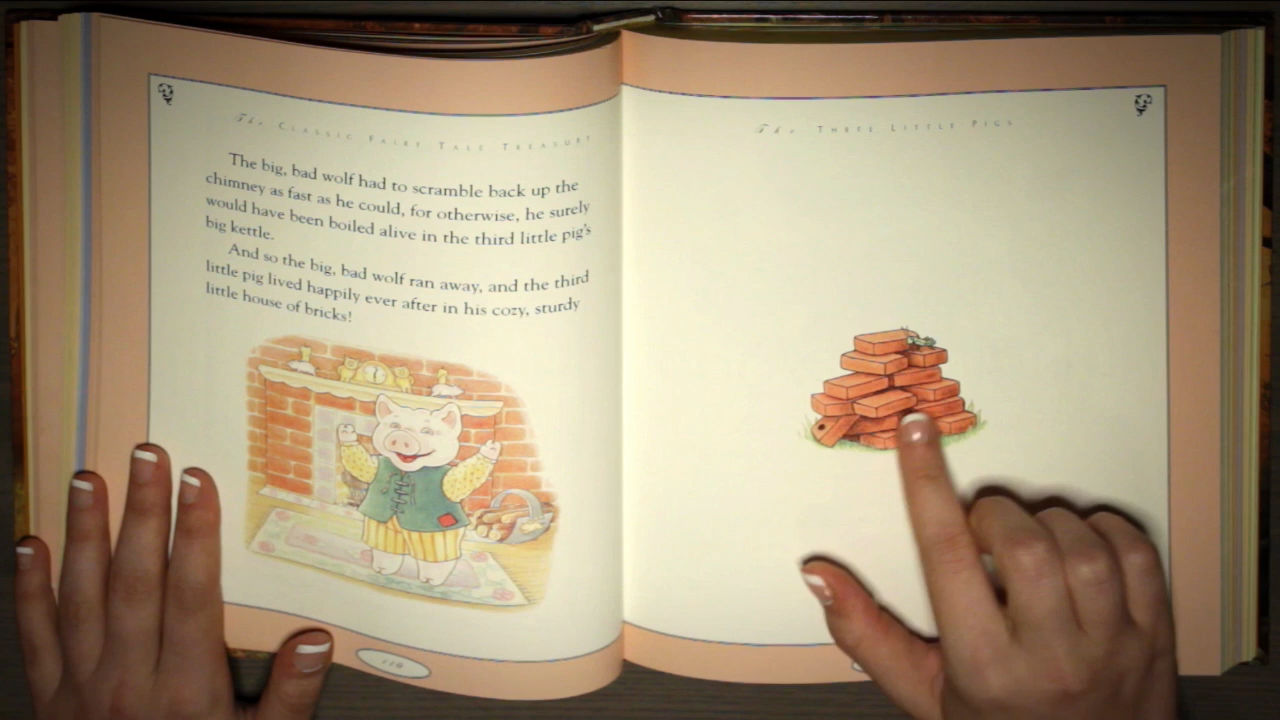 The Classic Fairy Tale Treasury
The big, bad wolf had to scramble back up the
chimney as fast as he could, for otherwise, he surely
would have been boiled alive in the third little pig's
big kettle.
And so the big, bad wolf ran away, and the third
little pig lived happily ever after in his cozy, sturdy
little house of bricks!
The Three Little Pigs